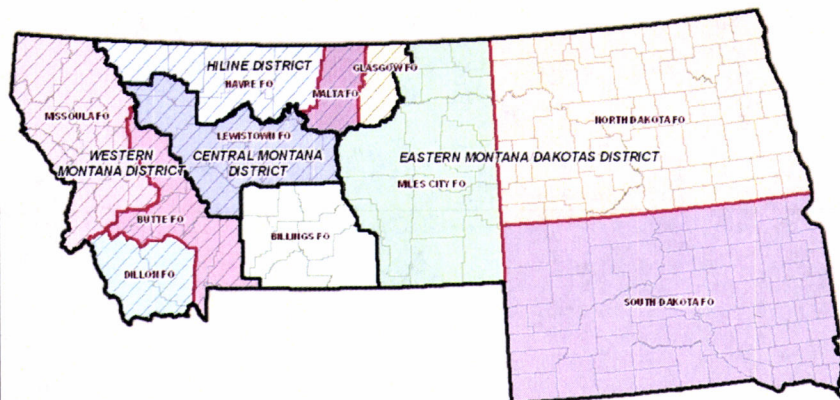 HILINE DISTRICT
HAVRE FO
GLASGOW FO
MALTA FO
MISSOULA FO
LEWISTOWN FO
NORTH DAKOTA FO
WESTERN
MONTANA DISTRICT
CENTRAL MONTANA
DISTRICT
EASTERN MONTANA DAKOTAS DISTRICT
MILES CITY FO
BUTTE FO
BILLINGS FO
DILLON FO
SOUTH DAKOTA FO